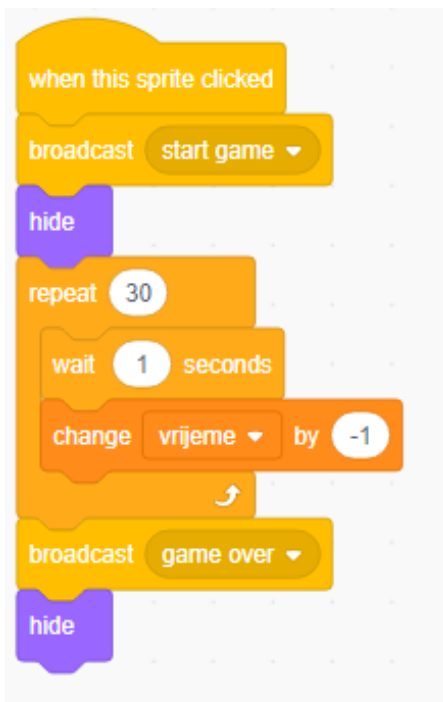 when this sprite clicked
broadcast start game
hide
repeat 30
wait 1 seconds
change vrijeme by -1
broadcast game over
hide